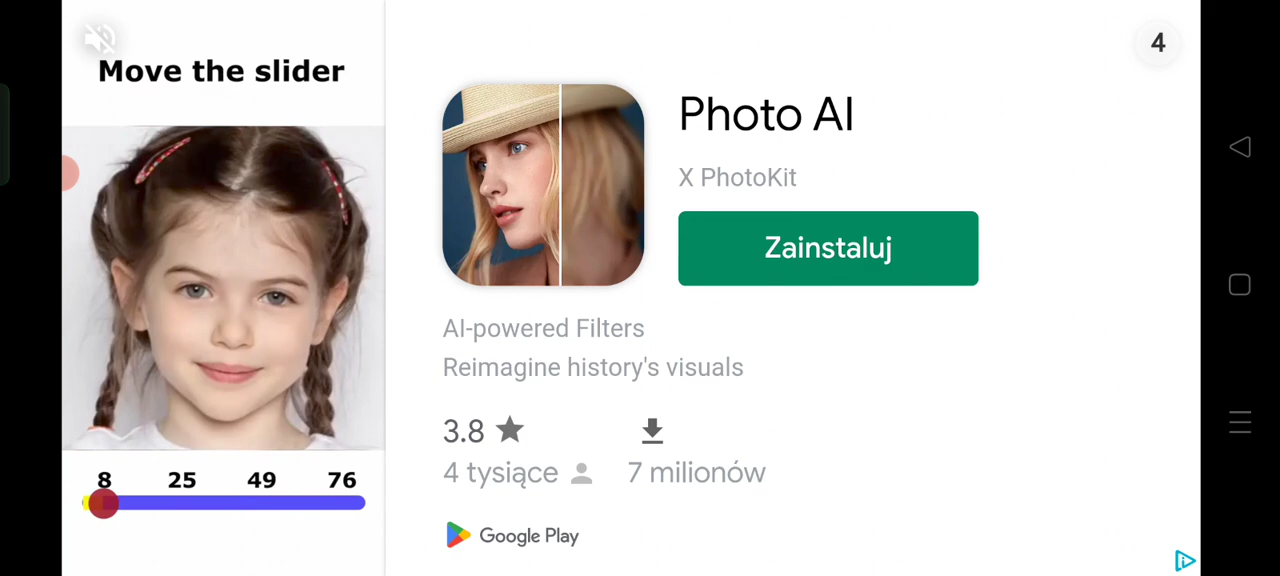 Move the slider
8 25 49 76
4
Photo AI
X PhotoKit
Zainstaluj
AI-powered Filters
Reimagine history's visuals
3.8
4 tysiące 7 milionów
Google Play